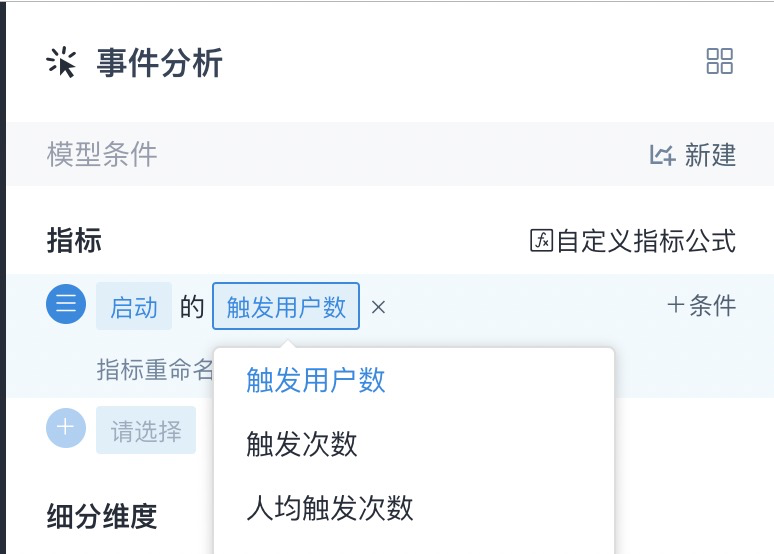 事件分析
模型条件 新建
指标 自定义指标公式
启动 的 触发用户数 × +条件
指标重命名
触发用户数
请选择
触发次数
人均触发次数
细分维度